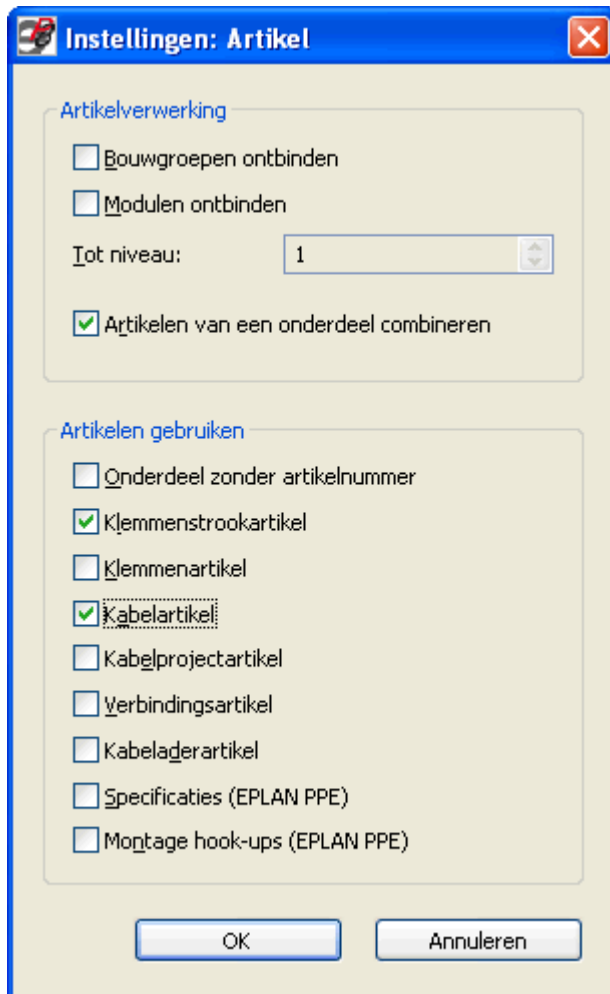 Instellingen: Artikel
Artikelverwerking
Bouwgroepen ontbinden
Modulen ontbinden
Tot niveau: 1
Artikelen van een onderdeel combineren
Artikelen gebruiken
Onderdeel zonder artikelnummer
Klemmenstrookartikel
Klemmenartikel
Kabelartikel
Kabelprojectartikel
Verbindingsartikel
Kabeladerartikel
Specificaties (EPLAN PPE)
Montage hook-ups (EPLAN PPE)
OK Annuleren